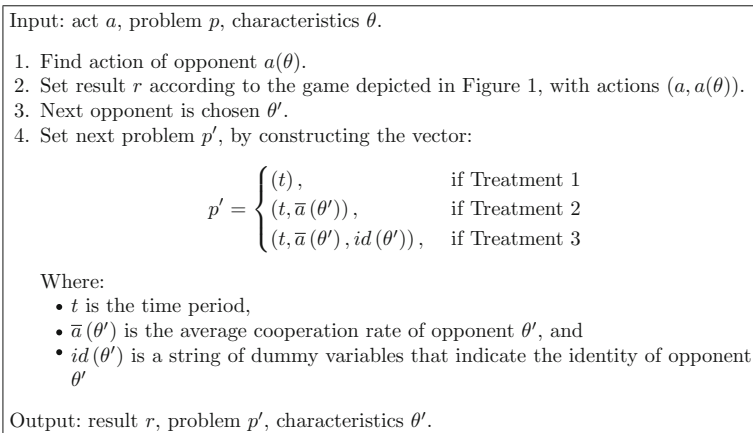 Input: act a, problem p, characteristics θ.
1. Find action of opponent a(θ).
2. Set result r according to the game depicted in Figure 1, with actions (a, a(θ)).
3. Next opponent is chosen θ′.
4. Set next problem p′, by constructing the vector:
p′ = { (t), if Treatment 1
(t, a̅ (θ′)), if Treatment 2
(t, a̅ (θ′), id (θ′)), if Treatment 3
Where:
• t is the time period,
• a̅ (θ′) is the average cooperation rate of opponent θ′, and
• id (θ′) is a string of dummy variables that indicate the identity of opponent
θ′
Output: result r, problem p′, characteristics θ′.